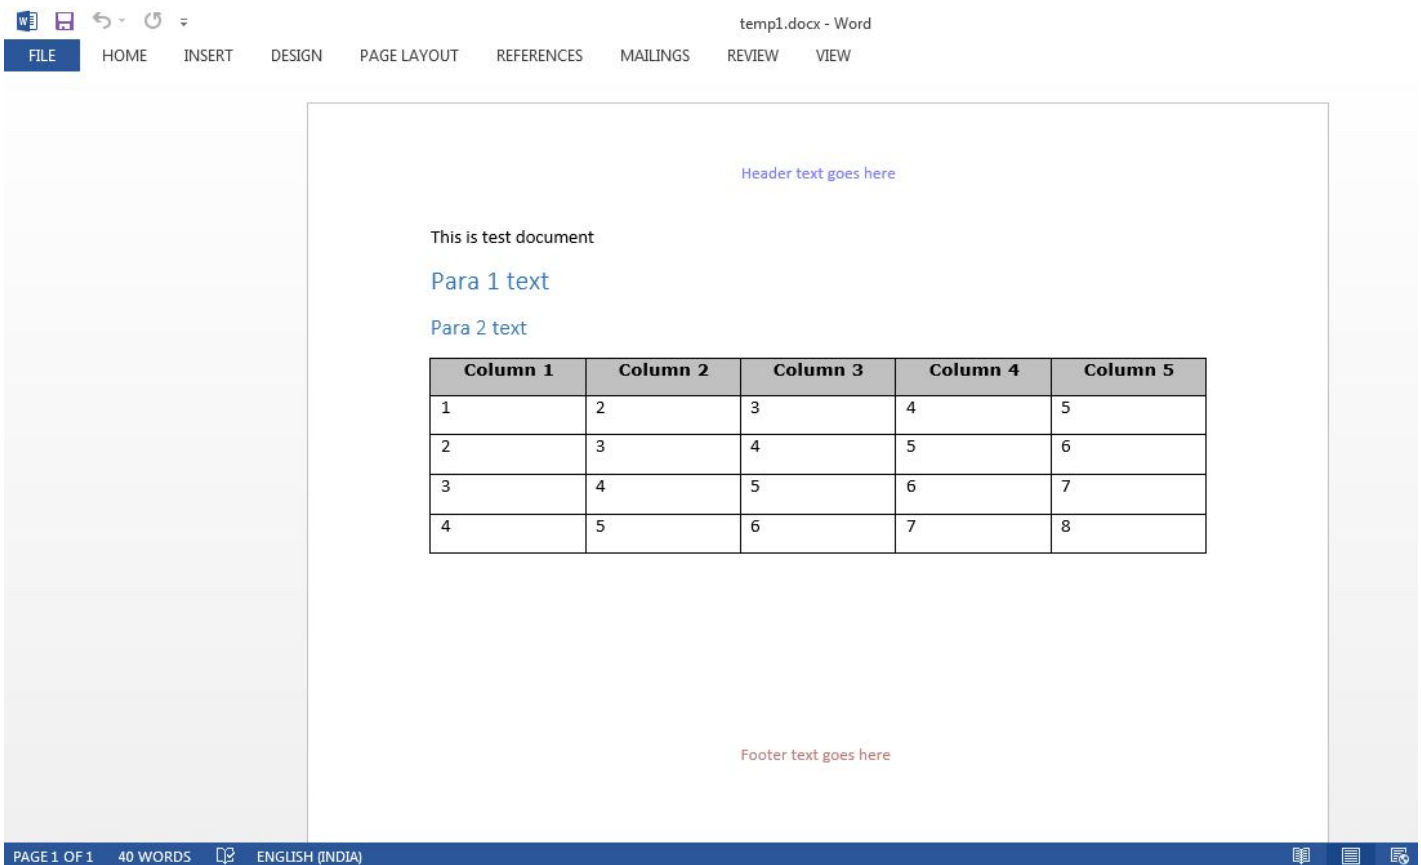 temp1.docx - Word
FILE HOME INSERT DESIGN PAGE LAYOUT REFERENCES MAILINGS REVIEW VIEW
Header text goes here
This is test document
Para 1 text
Para 2 text
Column 1 Column 2 Column 3 Column 4 Column 5
1 2 3 4 5
2 3 4 5 6
3 4 5 6 7
4 5 6 7 8
Footer text goes here
PAGE 1 OF 1 40 WORDS ENGLISH (INDIA)